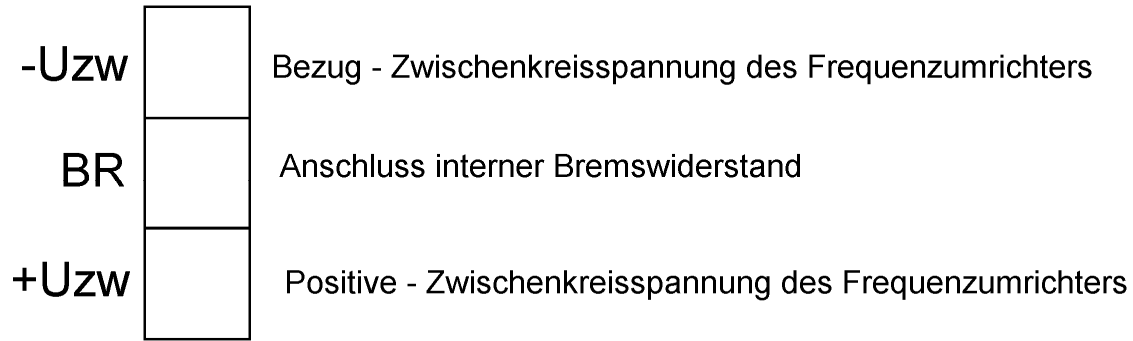 -Uzw Bezug - Zwischenkreisspannung des Frequenzumrichters
BR Anschluss interner Bremswiderstand
+Uzw Positive - Zwischenkreisspannung des Frequenzumrichters